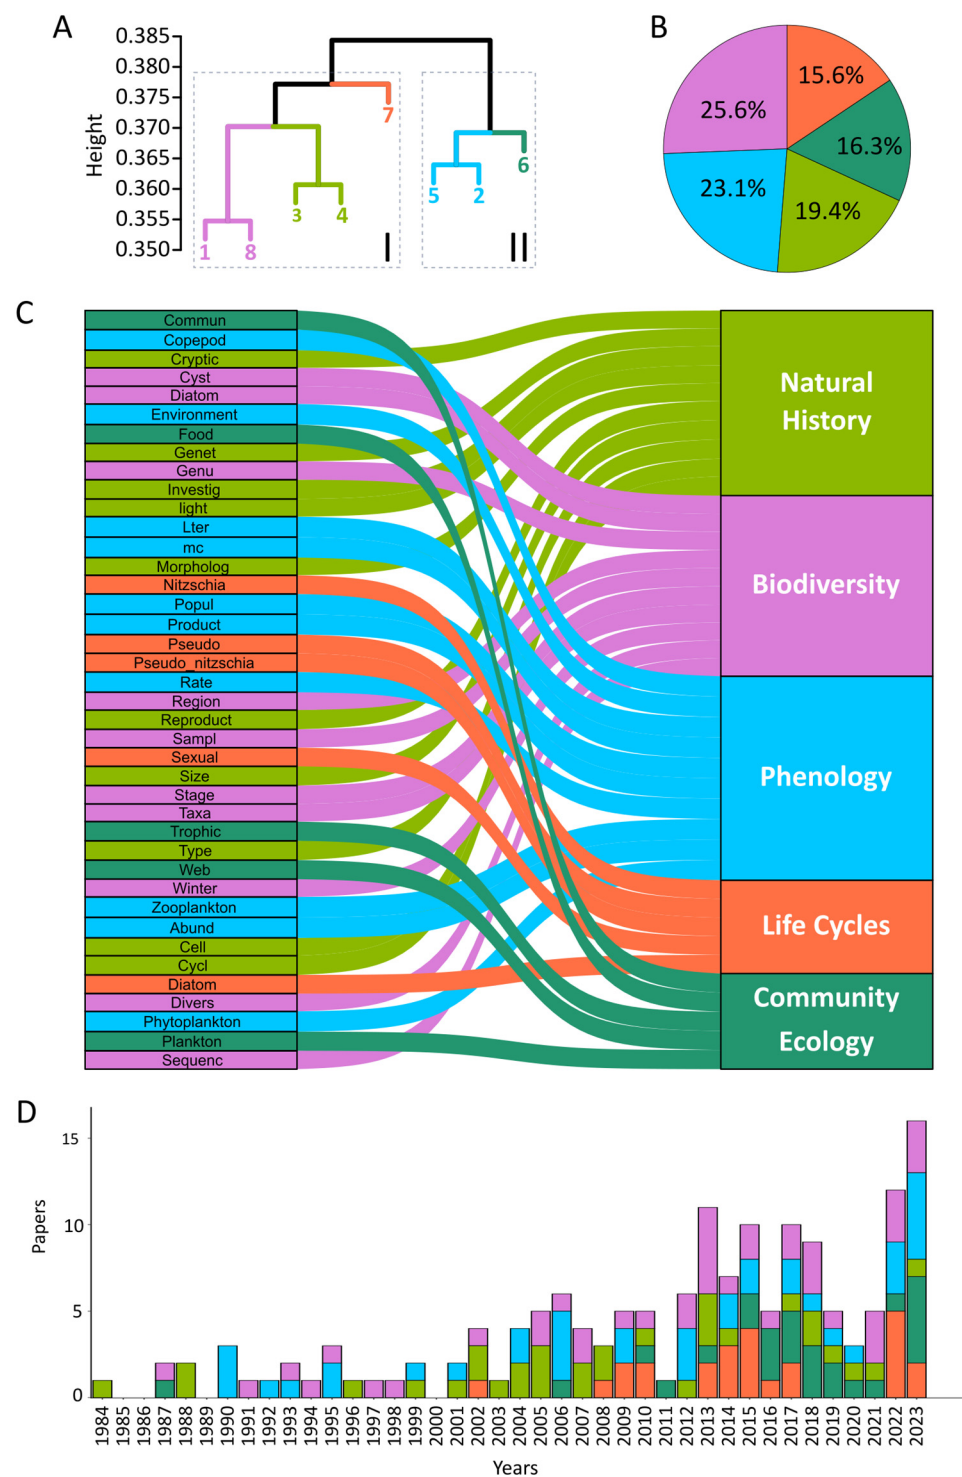 A
B
0.385
0.380
0.375
0.370
0.365
0.360
0.355
0.350
Height
7
6
5
2
3
4
1
8
I
II
15.6%
25.6%
16.3%
23.1%
19.4%
C
Commun
Copepod
Cryptic
Cyst
Diatom
Environment
Food
Genet
Genu
Investig
light
Lter
mc
Morpholog
Nitzschia
Popul
Product
Pseudo
Pseudo_nitzschia
Rate
Region
Reproduct
Sampl
Sexual
Size
Stage
Taxa
Trophic
Type
Web
Winter
Zooplankton
Abund
Cell
Cycl
Diatom
Divers
Phytoplankton
Plankton
Sequenc
Natural
History
Biodiversity
Phenology
Life Cycles
Community
Ecology
D
15
10
5
0
Papers
1984
1985
1986
1987
1988
1989
1990
1991
1992
1993
1994
1995
1996
1997
1998
1999
2000
2001
2002
2003
2004
2005
2006
2007
2008
2009
2010
2011
2012
2013
2014
2015
2016
2017
2018
2019
2020
2021
2022
2023
Years